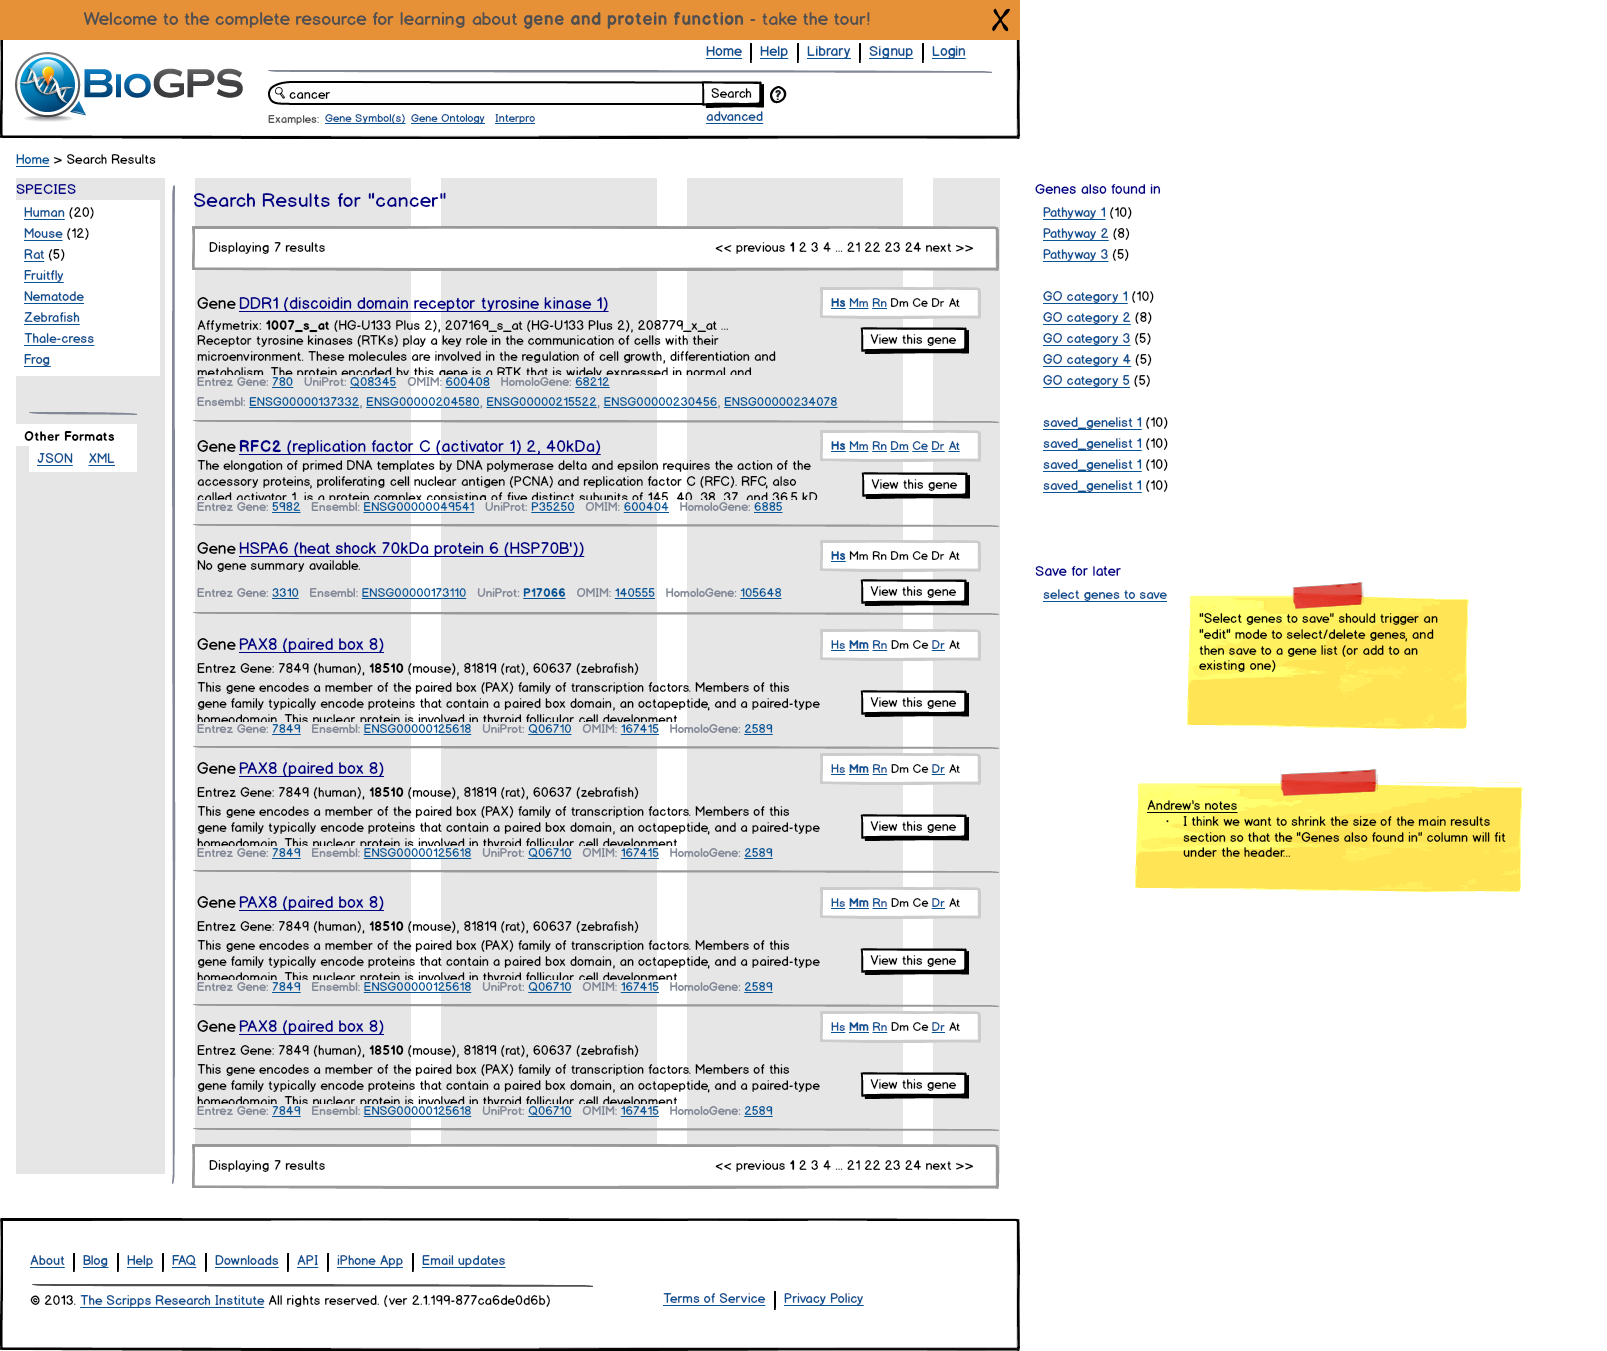 Welcome to the complete resource for learning about gene and protein function - take the tour!
X
Home | Help | Library | Signup | Login
BioGPS
cancer
Search
?
Examples: Gene Symbol(s) Gene Ontology Interpro
advanced
Home > Search Results
SPECIES
Human (20)
Mouse (12)
Rat (5)
Fruitfly
Nematode
Zebrafish
Thale-cress
Frog
Other Formats
JSON XML
Search Results for "cancer"
Displaying 7 results
<< previous 1 2 3 4 ... 21 22 23 24 next >>
Gene DDR1 (discoidin domain receptor tyrosine kinase 1)
Hs Mm Rn Dm Ce Dr At
Affymetrix: 1007_s_at (HG-U133 Plus 2), 207169_s_at (HG-U133 Plus 2), 208779_x_at ...
Receptor tyrosine kinases (RTKs) play a key role in the communication of cells with their
microenvironment. These molecules are involved in the regulation of cell growth, differentiation and
metabolism. The protein encoded by this gene is a RTK that is widely expressed in normal and
View this gene
Entrez Gene: 780 UniProt: Q08345 OMIM: 600408 HomoloGene: 68212
Ensembl: ENSG00000137332, ENSG00000204580, ENSG00000215522, ENSG00000230456, ENSG00000234078
Gene RFC2 (replication factor C (activator 1) 2, 40kDa)
Hs Mm Rn Dm Ce Dr At
The elongation of primed DNA templates by DNA polymerase delta and epsilon requires the action of the
accessory proteins, proliferating cell nuclear antigen (PCNA) and replication factor C (RFC). RFC, also
called activator 1, is a protein complex consisting of five distinct subunits of 145, 40, 38, 37, and 36.5 kD.
View this gene
Entrez Gene: 5982 Ensembl: ENSG00000049541 UniProt: P35250 OMIM: 600404 HomoloGene: 6885
Gene HSPA6 (heat shock 70kDa protein 6 (HSP70B'))
Hs Mm Rn Dm Ce Dr At
No gene summary available.
View this gene
Entrez Gene: 3310 Ensembl: ENSG00000173110 UniProt: P17066 OMIM: 140555 HomoloGene: 105648
Gene PAX8 (paired box 8)
Hs Mm Rn Dm Ce Dr At
Entrez Gene: 7849 (human), 18510 (mouse), 81819 (rat), 60637 (zebrafish)
This gene encodes a member of the paired box (PAX) family of transcription factors. Members of this
gene family typically encode proteins that contain a paired box domain, an octapeptide, and a paired-type
homeodomain. This nuclear protein is involved in thyroid follicular cell development
View this gene
Entrez Gene: 7849 Ensembl: ENSG00000125618 UniProt: Q06710 OMIM: 167415 HomoloGene: 2589
Gene PAX8 (paired box 8)
Hs Mm Rn Dm Ce Dr At
Entrez Gene: 7849 (human), 18510 (mouse), 81819 (rat), 60637 (zebrafish)
This gene encodes a member of the paired box (PAX) family of transcription factors. Members of this
gene family typically encode proteins that contain a paired box domain, an octapeptide, and a paired-type
homeodomain. This nuclear protein is involved in thyroid follicular cell development
View this gene
Entrez Gene: 7849 Ensembl: ENSG00000125618 UniProt: Q06710 OMIM: 167415 HomoloGene: 2589
Gene PAX8 (paired box 8)
Hs Mm Rn Dm Ce Dr At
Entrez Gene: 7849 (human), 18510 (mouse), 81819 (rat), 60637 (zebrafish)
This gene encodes a member of the paired box (PAX) family of transcription factors. Members of this
gene family typically encode proteins that contain a paired box domain, an octapeptide, and a paired-type
homeodomain. This nuclear protein is involved in thyroid follicular cell development
View this gene
Entrez Gene: 7849 Ensembl: ENSG00000125618 UniProt: Q06710 OMIM: 167415 HomoloGene: 2589
Gene PAX8 (paired box 8)
Hs Mm Rn Dm Ce Dr At
Entrez Gene: 7849 (human), 18510 (mouse), 81819 (rat), 60637 (zebrafish)
This gene encodes a member of the paired box (PAX) family of transcription factors. Members of this
gene family typically encode proteins that contain a paired box domain, an octapeptide, and a paired-type
homeodomain. This nuclear protein is involved in thyroid follicular cell development
View this gene
Entrez Gene: 7849 Ensembl: ENSG00000125618 UniProt: Q06710 OMIM: 167415 HomoloGene: 2589
Displaying 7 results
<< previous 1 2 3 4 ... 21 22 23 24 next >>
Genes also found in
Pathyway 1 (10)
Pathyway 2 (8)
Pathyway 3 (5)
GO category 1 (10)
GO category 2 (8)
GO category 3 (5)
GO category 4 (5)
GO category 5 (5)
saved_genelist 1 (10)
saved_genelist 1 (10)
saved_genelist 1 (10)
saved_genelist 1 (10)
Save for later
select genes to save
"Select genes to save" should trigger an
"edit" mode to select/delete genes, and
then save to a gene list (or add to an
existing one)
Andrew's notes
· I think we want to shrink the size of the main results
section so that the "Genes also found in" column will fit
under the header...
About | Blog | Help | FAQ | Downloads | API | iPhone App | Email updates
© 2013. The Scripps Research Institute All rights reserved. (ver 2.1.199-877ca6de0d6b)
Terms of Service | Privacy Policy